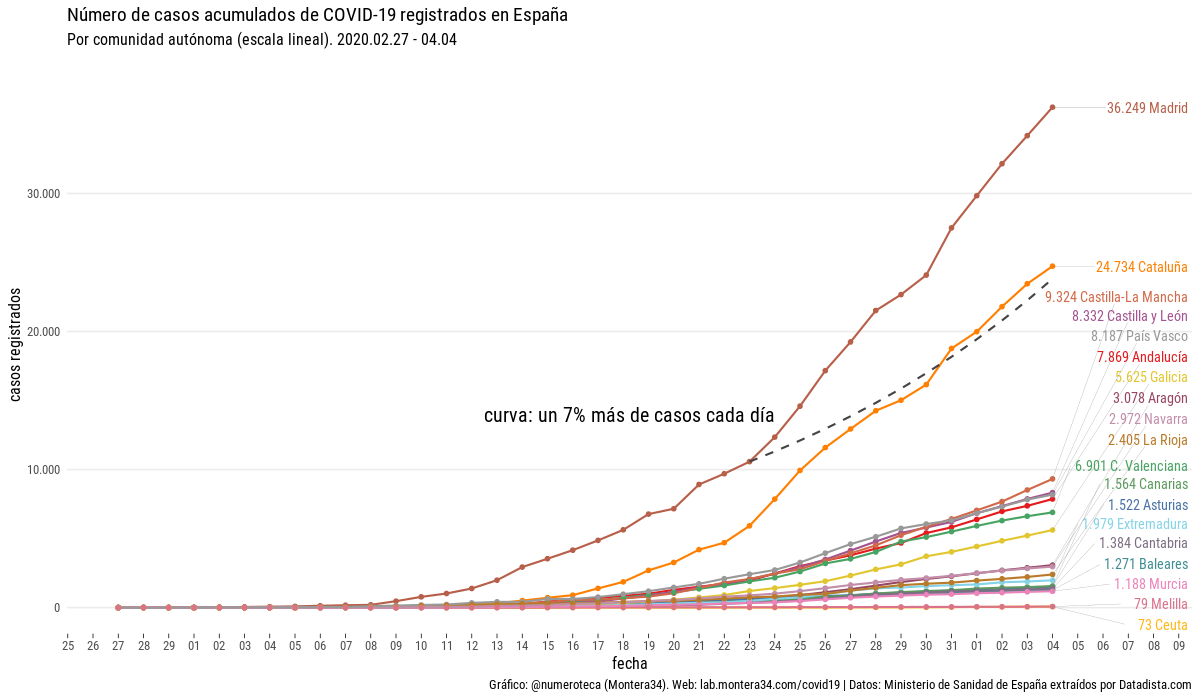 Número de casos acumulados de COVID-19 registrados en España
Por comunidad autónoma (escala lineal). 2020.02.27 - 04.04
36.249 Madrid
30.000
24.734 Cataluña
9.324 Castilla-La Mancha
8.332 Castilla y León
20.000
8.187 País Vasco
7.869 Andalucía
5.625 Galicia
3.078 Aragón
curva: un 7% más de casos cada día
2.972 Navarra
2.405 La Rioja
10.000
6.901 C. Valenciana
1.564 Canarias
1.522 Asturias
1.979 Extremadura
1.384 Cantabria
1.271 Baleares
1.188 Murcia
0
79 Melilla
73 Ceuta
casos registrados
25 26 27 28 29 01 02 03 04 05 06 07 08 09 10 11 12 13 14 15 16 17 18 19 20 21 22 23 24 25 26 27 28 29 30 31 01 02 03 04 05 06 07 08 09
fecha
Gráfico: @numeroteca (Montera34). Web: lab.montera34.com/covid19 | Datos: Ministerio de Sanidad de España extraídos por Datadista.com